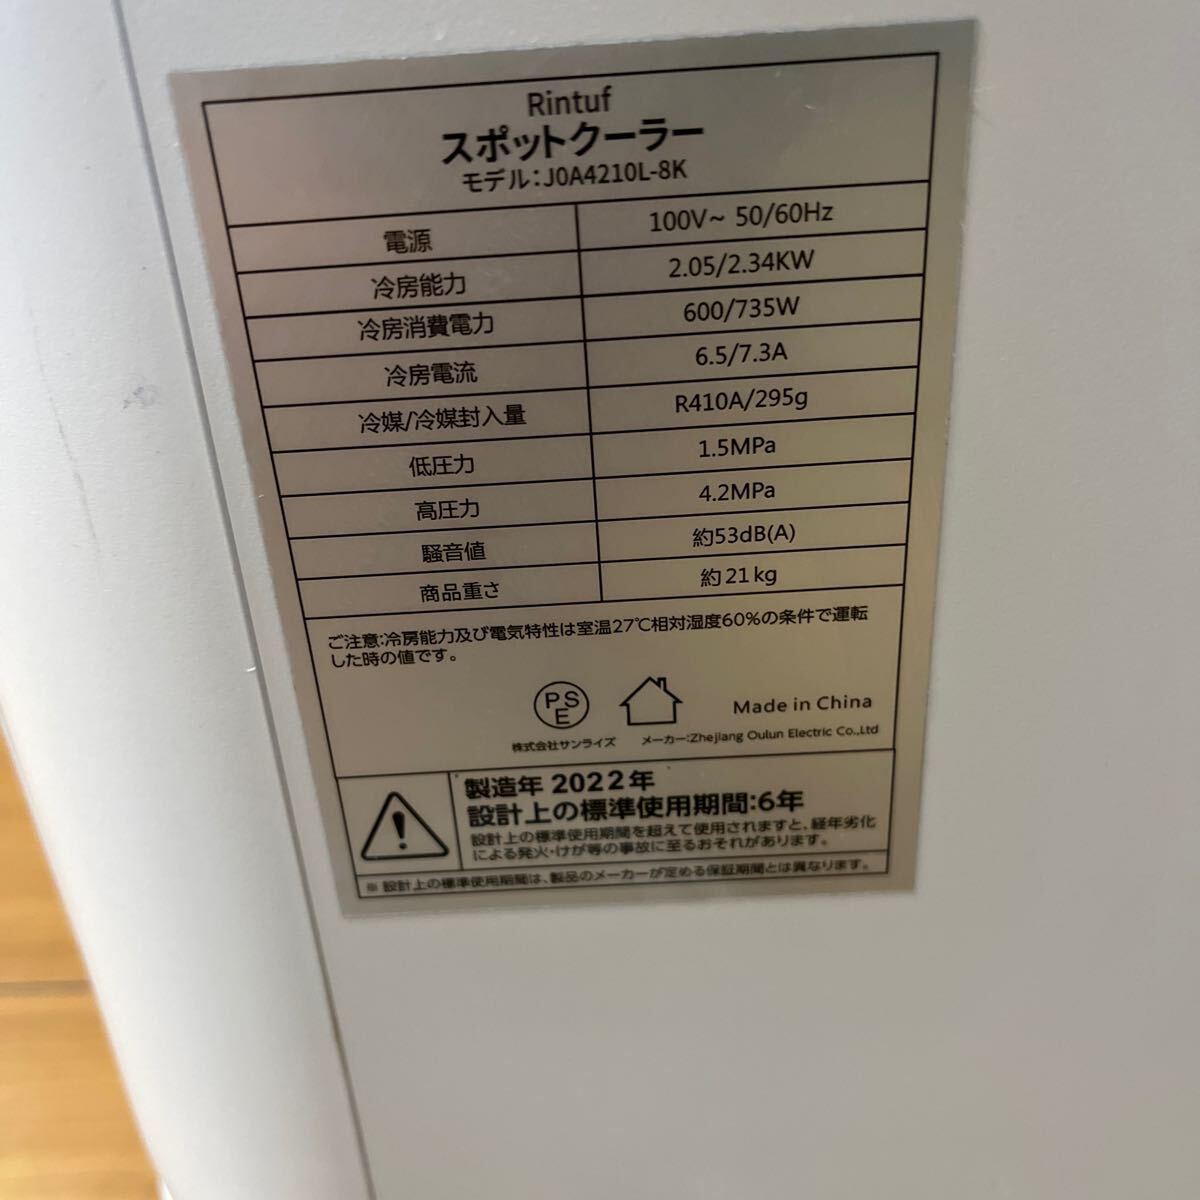 Rintuf
スポットクーラー
モデル:J0A4210L-8K
電源 100V~ 50/60Hz
冷房能力 2.05/2.34KW
冷房消費電力 600/735W
冷房電流 6.5/7.3A
冷媒/冷媒封入量 R410A/295g
低圧力 1.5MPa
高圧力 4.2MPa
騒音値 約53dB(A)
商品重さ 約21kg
ご注意:冷房能力及び電気特性は室温27℃相対湿度60%の条件で運転
した時の値です。
PSE
Made in China
株式会社サンライズ メーカー:Zhejiang Oulun Electric Co.,Ltd
製造年 2022年
設計上の標準使用期間:6年
設計上の標準使用期間を超えて使用されますと、経年劣化
による発火・けが等の事故に至るおそれがあります。
※ 設計上の標準使用期間は、製品のメーカーが定める保証期間とは異なります。